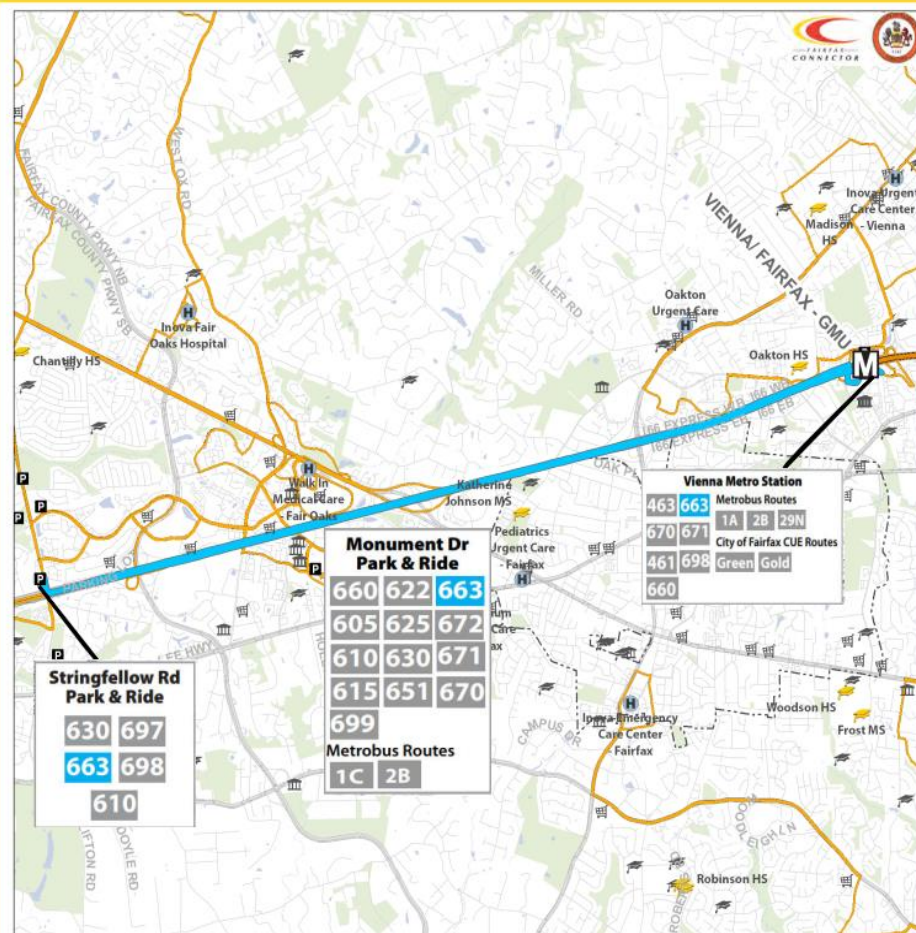 FAIRFAX
CONNECTOR
WEST OX RD
FAIRFAX COUNTY PKWY NB
FAIRFAX COUNTY PKWY SB
H
Inova Fair
Oaks Hospital
Chantilly HS
MILLER RD
VIENNA/ FAIRFAX - GMU
H
Inova Urgent
Care Center
- Vienna
Madison
HS
Oakton
Urgent Care
H
Oakton HS
M
I66 EXPRESS WB I66 WB
I66 EXPRESS EB I66 EB
H
Walk In
Medical Care
- Fair Oaks
Katherine
Johnson MS
Pediatrics
Urgent Care
- Fairfax
H
P
P
P
P
P
P
Vienna Metro Station
463 663 Metrobus Routes
1A 2B 29N
670 671 City of Fairfax CUE Routes
461 698 Green Gold
660
Monument Dr
Park & Ride
660 622 663
605 625 672
610 630 671
615 651 670
699
Metrobus Routes
1C 2B
LEE HWY
Stringfellow Rd
Park & Ride
630 697
663 698
610
CLIFTON RD
DOYLE RD
CAMPUS DR
H
Inova Emergency
Care Center
Fairfax
Woodson HS
Frost MS
Robinson HS